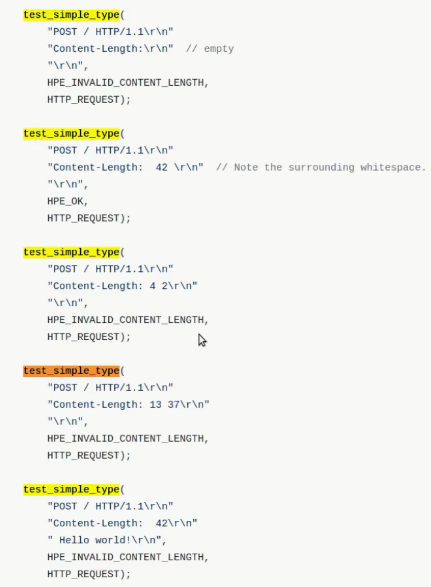 test_simple_type(
    "POST / HTTP/1.1\r\n"
    "Content-Length:\r\n"  // empty
    "\r\n",
    HPE_INVALID_CONTENT_LENGTH,
    HTTP_REQUEST);

test_simple_type(
    "POST / HTTP/1.1\r\n"
    "Content-Length:  42 \r\n"  // Note the surrounding whitespace.
    "\r\n",
    HPE_OK,
    HTTP_REQUEST);

test_simple_type(
    "POST / HTTP/1.1\r\n"
    "Content-Length: 4 2\r\n"
    "\r\n",
    HPE_INVALID_CONTENT_LENGTH,
    HTTP_REQUEST);

test_simple_type(
    "POST / HTTP/1.1\r\n"
    "Content-Length: 13 37\r\n"
    "\r\n",
    HPE_INVALID_CONTENT_LENGTH,
    HTTP_REQUEST);

test_simple_type(
    "POST / HTTP/1.1\r\n"
    "Content-Length:  42\r\n"
    " Hello world!\r\n",
    HPE_INVALID_CONTENT_LENGTH,
    HTTP_REQUEST);